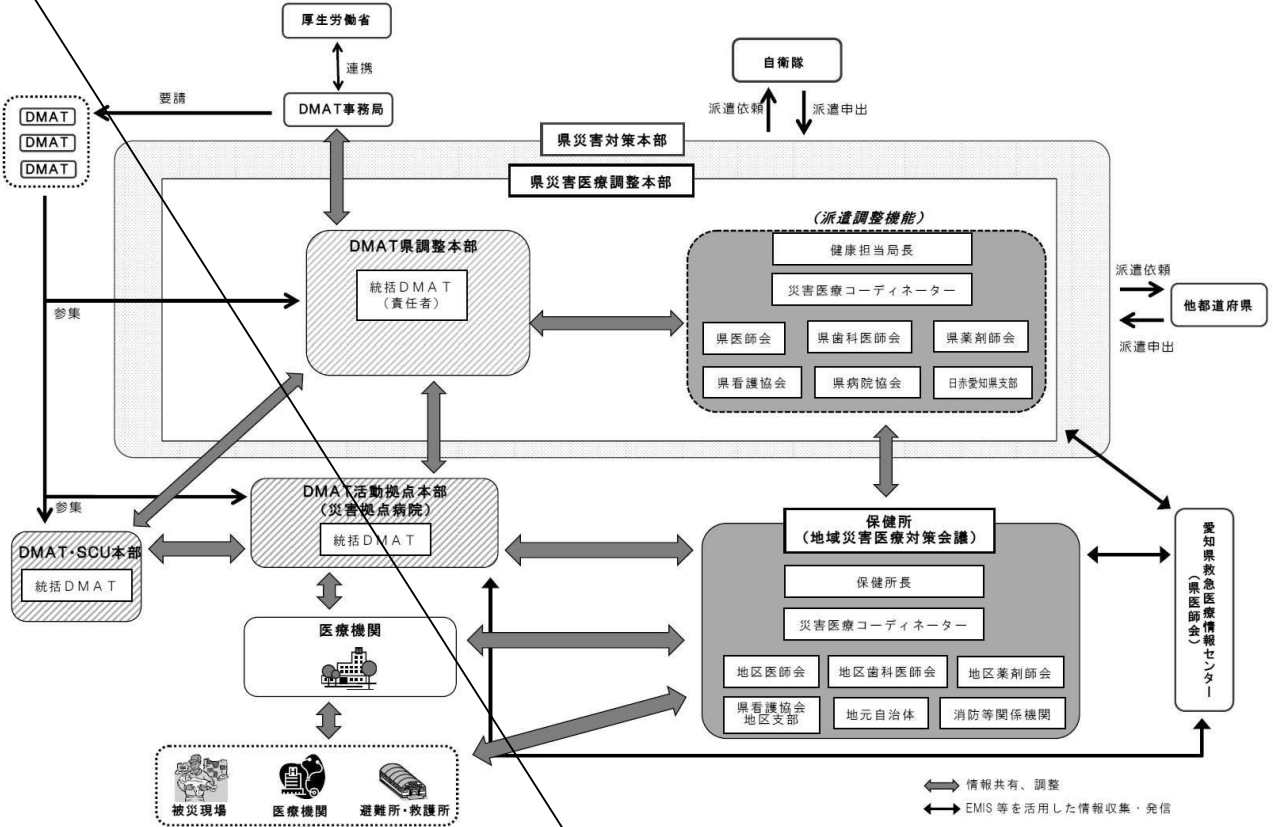 厚生労働省
連携
DMAT事務局
要請
DMAT
DMAT
DMAT
自衛隊
派遣依頼
派遣申出
県災害対策本部
県災害医療調整本部
DMAT県調整本部
統括DMAT
(責任者)
(派遣調整機能)
健康担当局長
災害医療コーディネーター
県医師会
県歯科医師会
県薬剤師会
県看護協会
県病院協会
日赤愛知県支部
派遣依頼
他都道府県
派遣申出
参集
参集
DMAT活動拠点本部
(災害拠点病院)
統括DMAT
DMAT・SCU本部
統括DMAT
保健所
(地域災害医療対策会議)
保健所長
災害医療コーディネーター
地区医師会
地区歯科医師会
地区薬剤師会
県看護協会
地区支部
地元自治体
消防等関係機関
愛知県救急医療情報センター
(県医師会)
医療機関
被災現場
医療機関
避難所・救護所
情報共有、調整
EMIS 等を活用した情報収集・発信